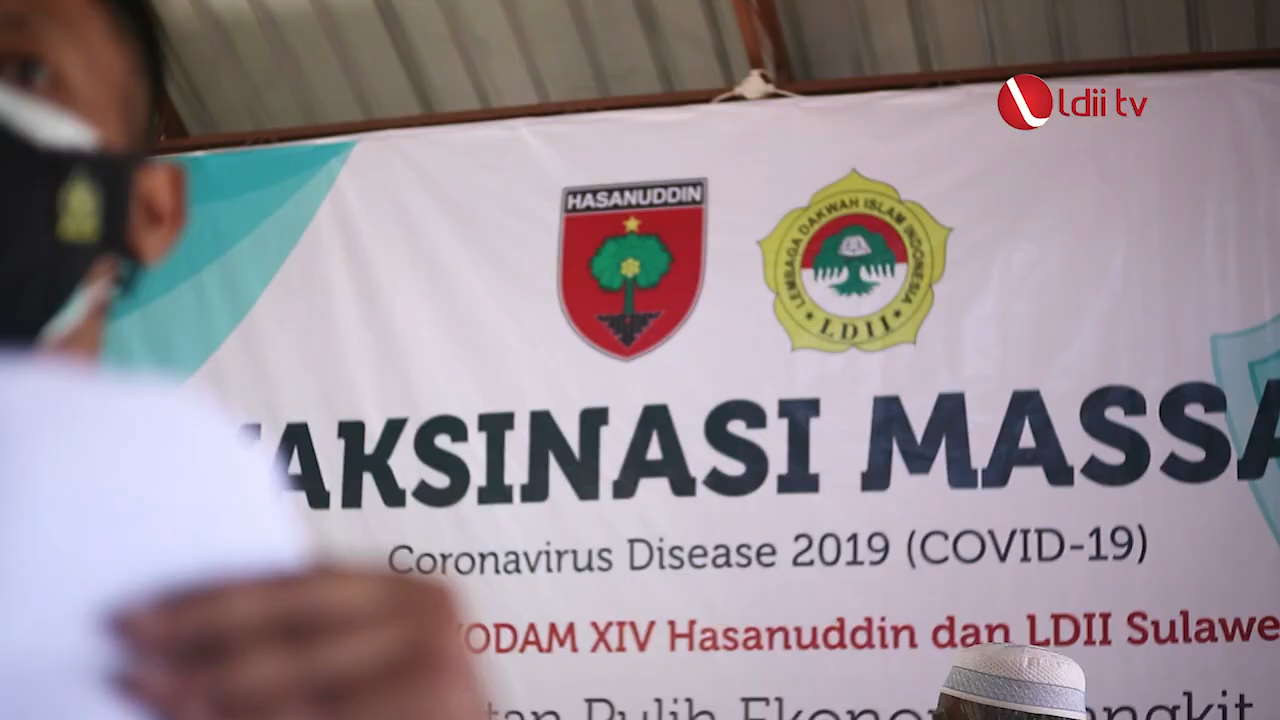 Ldii tv
HASANUDDIN
LEMBAGA DAKWAH ISLAM INDONESIA
LDII
AKSINASI MASSA
Coronavirus Disease 2019 (COVID-19)
ODAM XIV Hasanuddin dan LDII Sulawe
Pulih